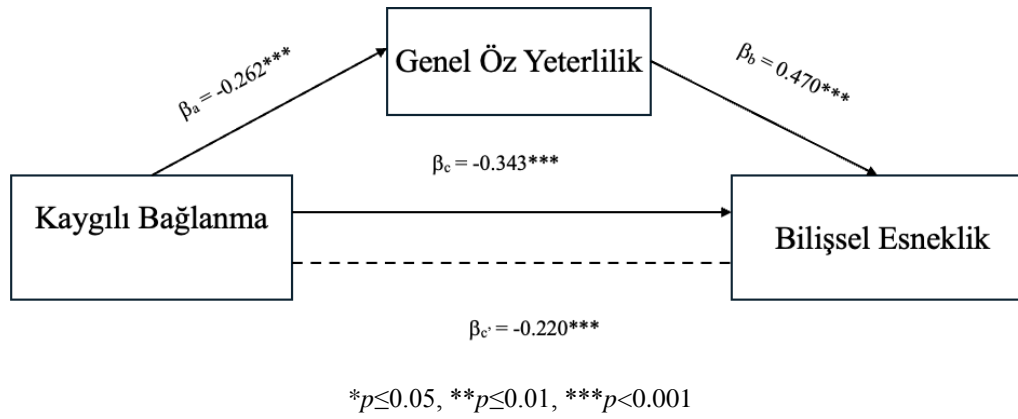 Genel Öz Yeterlilik
βa = -0.262***
βb = 0.470***
βc = -0.343***
Kaygılı Bağlanma
Bilişsel Esneklik
βc' = -0.220***
*p≤0.05, **p≤0.01, ***p<0.001